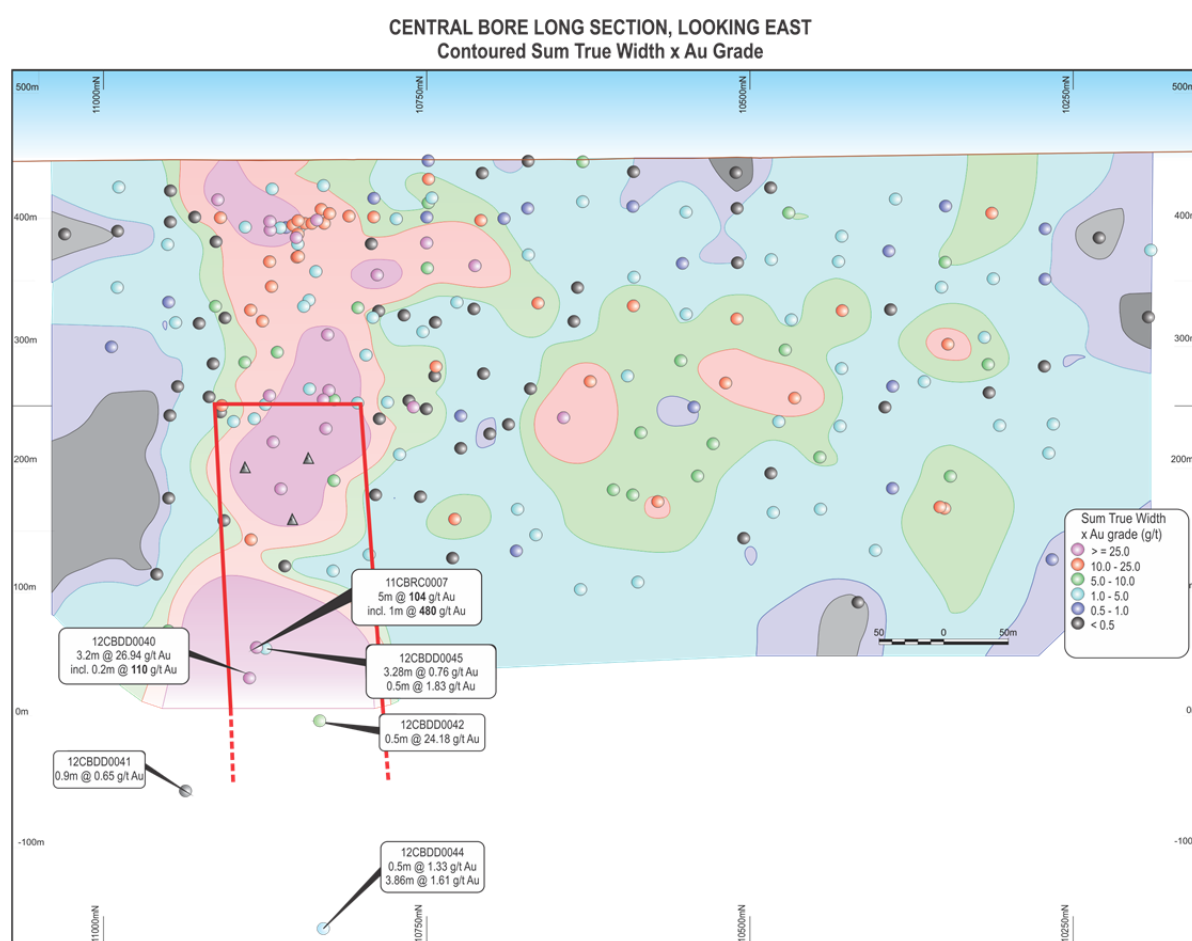 CENTRAL BORE LONG SECTION, LOOKING EAST
Contoured Sum True Width x Au Grade
500m
11000mN
10750mN
10500mN
10250mN
500m
400m
400m
300m
300m
200m
200m
Sum True Width
x Au grade (g/t)
> = 25.0
10.0 - 25.0
5.0 - 10.0
1.0 - 5.0
0.5 - 1.0
< 0.5
100m
11CBRC0007
5m @ 104 g/t Au
incl. 1m @ 480 g/t Au
50
0
50m
12CBDD0040
3.2m @ 26.94 g/t Au
incl. 0.2m @ 110 g/t Au
12CBDD0045
3.28m @ 0.76 g/t Au
0.5m @ 1.83 g/t Au
0m
12CBDD0042
0.5m @ 24.18 g/t Au
12CBDD0041
0.9m @ 0.65 g/t Au
-100m
12CBDD0044
0.5m @ 1.33 g/t Au
3.86m @ 1.61 g/t Au
11000mN
10750mN
10500mN
10250mN